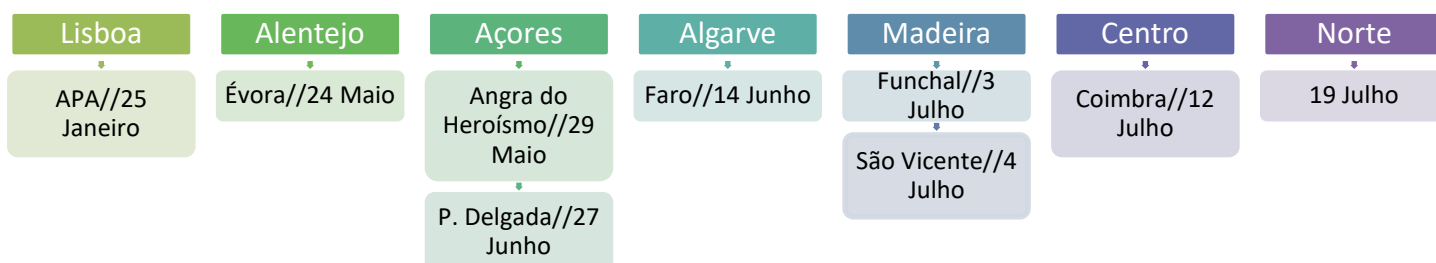 Lisboa
APA//25
Janeiro
Alentejo
Évora//24 Maio
Açores
Angra do
Heroísmo//29
Maio
P. Delgada//27
Junho
Algarve
Faro//14 Junho
Madeira
Funchal//3
Julho
São Vicente//4
Julho
Centro
Coimbra//12
Julho
Norte
19 Julho